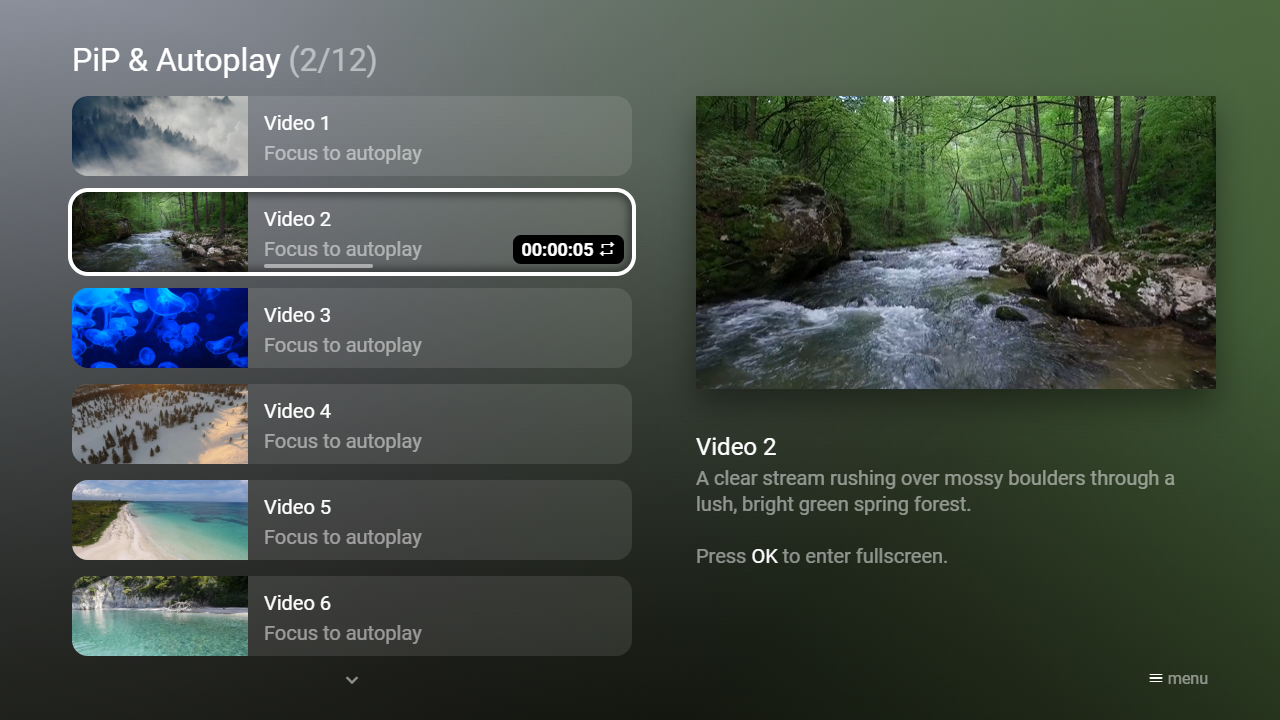 PiP & Autoplay (2/12)
Video 1
Focus to autoplay
Video 2
Focus to autoplay
00:00:05
Video 3
Focus to autoplay
Video 4
Focus to autoplay
Video 5
Focus to autoplay
Video 6
Focus to autoplay
Video 2
A clear stream rushing over mossy boulders through a
lush, bright green spring forest.
Press OK to enter fullscreen.
menu